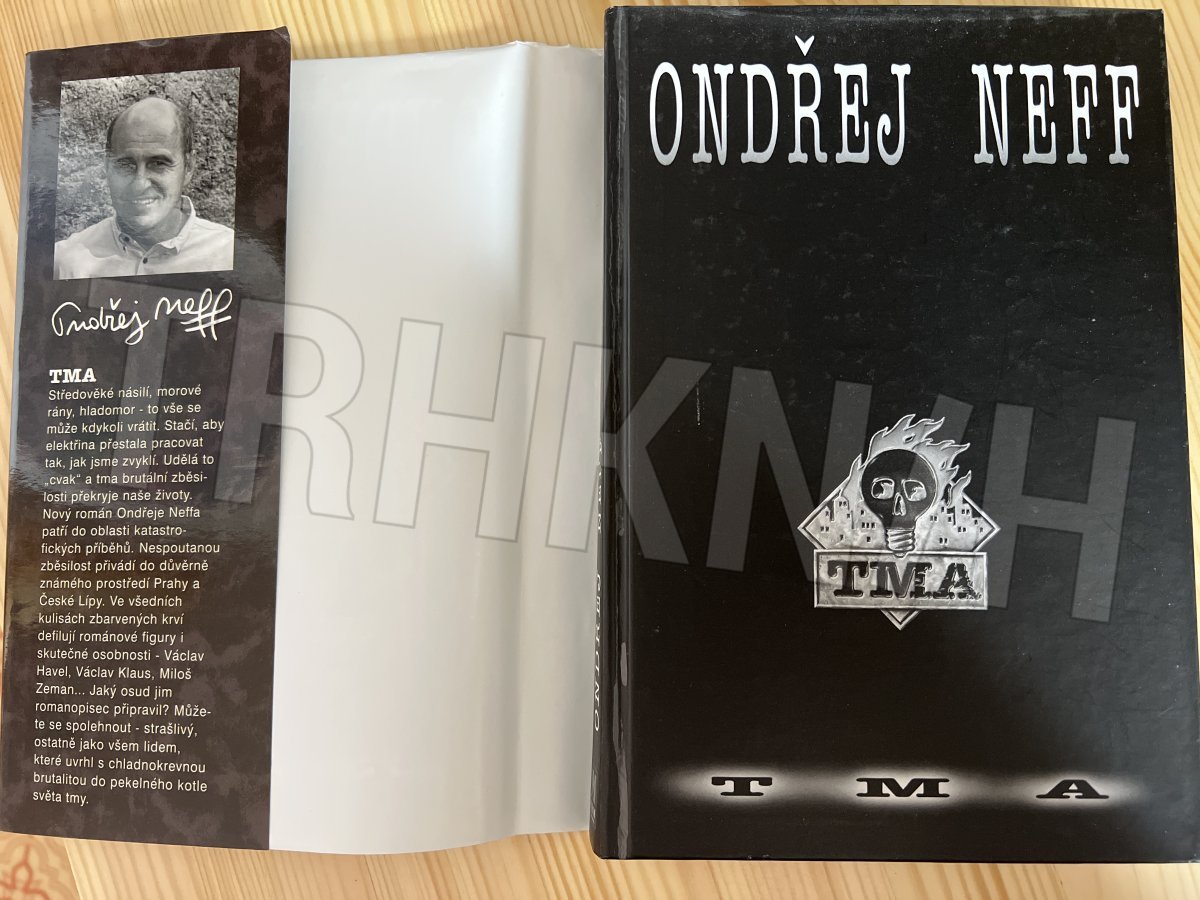 Ondřej Neff
TMA
Středověké násilí, morové
rány, hladomor - to vše se
může kdykoli vrátit. Stačí, aby
elektřina přestala pracovat
tak, jak jsme zvyklí. Udělá to
„cvak“ a tma brutální zběsi-
losti překryje naše životy.
Nový román Ondřeje Neffa
patří do oblasti katastro-
fických příběhů. Nespoutanou
zběsilost přivádí do důvěrně
známého prostředí Prahy a
České Lípy. Ve všedních
kulisách zbarvených krví
defilují románové figury i
skutečné osobnosti - Václav
Havel, Václav Klaus, Miloš
Zeman... Jaký osud jim
romanopisec připravil? Může-
te se spolehnout - strašlivý,
ostatně jako všem lidem,
které uvrhl s chladnokrevnou
brutalitou do pekelného kotle
světa tmy.
ONDŘEJ NEFF
TMA
TMA
TRHKNIH